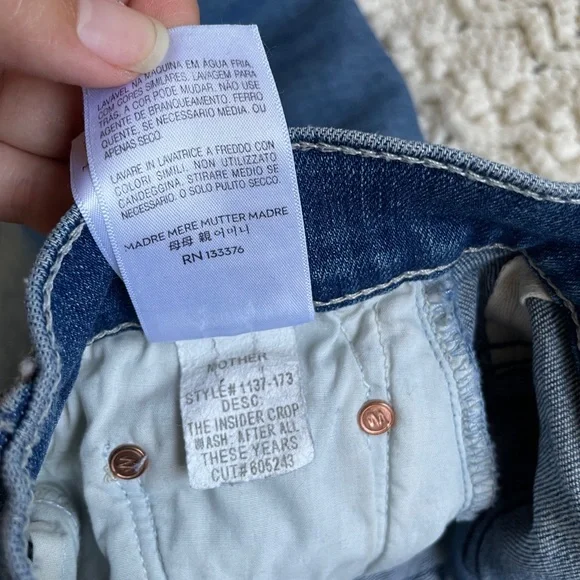 LAVÁVEL NA MÁQUINA EM ÁGUA FRIA
COM CORES SIMILARES. LAVAGEM PARA
TRAS. A COR PODE MUDAR. NÃO USE
AGENTE DE BRANQUEAMENTO. FERRO
QUENTE, SE NECESSÁRIO MÉDIA, OU
APENAS SECO.
LAVARE IN LAVATRICE A FREDDO CON
COLORI SIMILI. NON UTILIZZARE
CANDEGGINA. STIRARE MEDIO SE
NECESSARIO. O SOLO PULITO SECCO.
MADRE MERE MUTTER MADRE
母母 親 어머니
RN 133376
MOTHER
STYLE# 1137-173
DESC.
THE INSIDER CROP
WASH: AFTER ALL
THESE YEARS
CUT# 605243
M
M